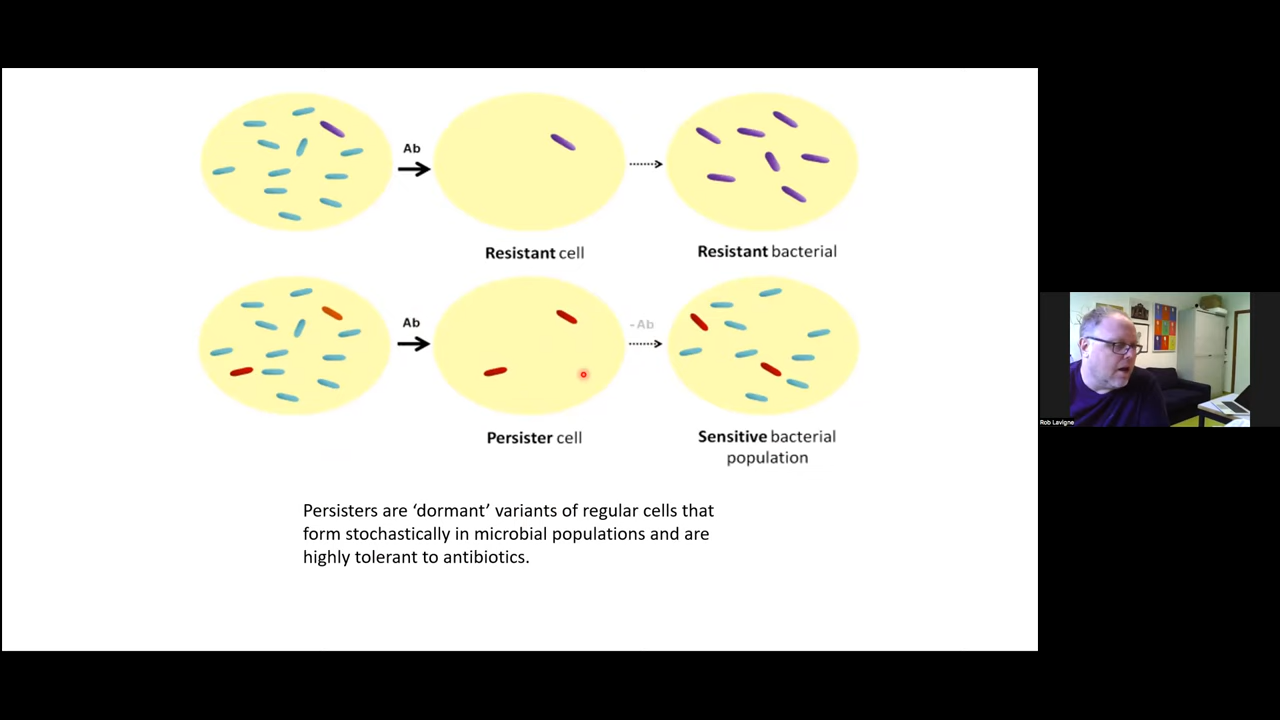 Ab
Resistant cell
Resistant bacterial
Ab
-Ab
Persister cell
Sensitive bacterial
population
Persisters are ‘dormant’ variants of regular cells that
form stochastically in microbial populations and are
highly tolerant to antibiotics.
Rob Lavigne